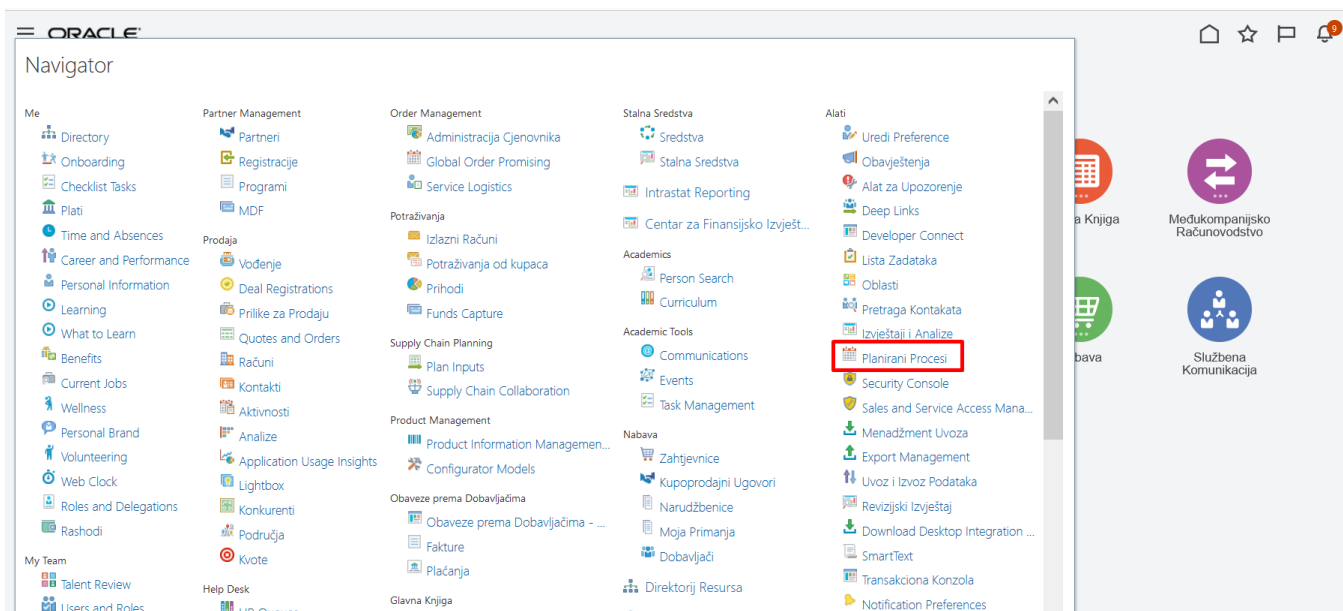 ORACLE
9
Navigator
Me
Directory
Onboarding
Checklist Tasks
Plati
Time and Absences
Career and Performance
Personal Information
Learning
What to Learn
Benefits
Current Jobs
Wellness
Personal Brand
Volunteering
Web Clock
Roles and Delegations
Rashodi
My Team
Talent Review
Users and Roles
Partner Management
Partneri
Registracije
Programi
MDF
Prodaja
Vođenje
Deal Registrations
Prilike za Prodaju
Quotes and Orders
Računi
Kontakti
Aktivnosti
Analize
Application Usage Insights
Lightbox
Konkurenti
Područja
Kvote
Help Desk
HR Queues
Order Management
Administracija Cjenovnika
Global Order Promising
Service Logistics
Potraživanja
Izlazni Računi
Potraživanja od kupaca
Prihodi
Funds Capture
Supply Chain Planning
Plan Inputs
Supply Chain Collaboration
Product Management
Product Information Managemen...
Configurator Models
Obaveze prema Dobavljačima
Obaveze prema Dobavljačima - ...
Fakture
Plaćanja
Glavna Knjiga
Stalna Sredstva
Sredstva
Stalna Sredstva
Intrastat Reporting
Centar za Finansijsko Izvješt...
Academics
Person Search
Curriculum
Academic Tools
Communications
Events
Task Management
Nabava
Zahtjevnice
Kupoprodajni Ugovori
Narudžbenice
Moja Primanja
Dobavljači
Direktorij Resursa
Alati
Uredi Preference
Obavještenja
Alat za Upozorenje
Deep Links
Developer Connect
Lista Zadataka
Oblasti
Pretraga Kontakata
Izvještaji i Analize
Planirani Procesi
Security Console
Sales and Service Access Mana...
Menadžment Uvoza
Export Management
Uvoz i Izvoz Podataka
Revizijski Izvještaj
Download Desktop Integration ...
SmartText
Transakciona Konzola
Notification Preferences
a Knjiga
Međukompanijsko
Računovodstvo
bava
Službena
Komunikacija